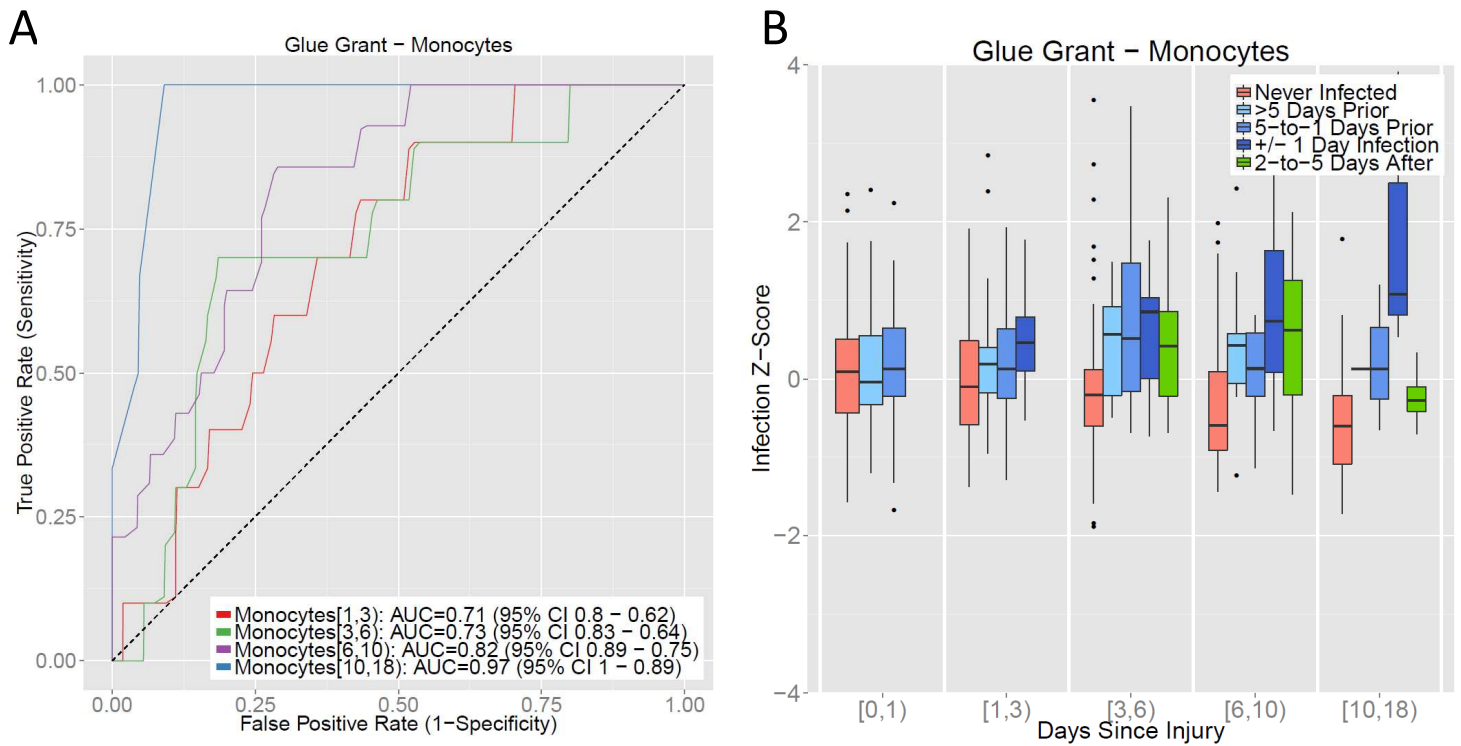 A
Glue Grant − Monocytes
1.00
0.75
0.50
0.25
0.00
True Positive Rate (Sensitivity)
Monocytes[1,3): AUC=0.71 (95% CI 0.8 − 0.62)
Monocytes[3,6): AUC=0.73 (95% CI 0.83 − 0.64)
Monocytes[6,10): AUC=0.82 (95% CI 0.89 − 0.75)
Monocytes[10,18): AUC=0.97 (95% CI 1 − 0.89)
0.00 0.25 0.50 0.75 1.00
False Positive Rate (1−Specificity)
B
Glue Grant − Monocytes
4
2
0
−2
−4
Infection Z−Score
Never Infected
>5 Days Prior
5−to−1 Days Prior
+/− 1 Day Infection
2−to−5 Days After
[0,1) [1,3) [3,6) [6,10) [10,18)
Days Since Injury